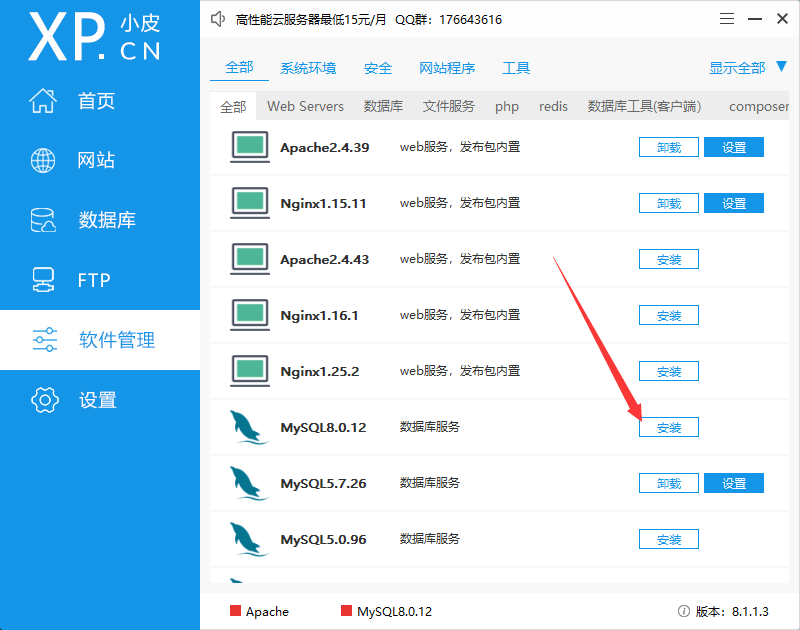 XP. 小皮
CN
高性能云服务器最低15元/月 QQ群：176643616
首页
网站
数据库
FTP
软件管理
设置
全部 系统环境 安全 网站程序 工具 显示全部
全部 Web Servers 数据库 文件服务 php redis 数据库工具(客户端) composer
Apache2.4.39 web服务，发布包内置 卸载 设置
Nginx1.15.11 web服务，发布包内置 卸载 设置
Apache2.4.43 web服务，发布包内置 安装
Nginx1.16.1 web服务，发布包内置 安装
Nginx1.25.2 web服务，发布包内置 安装
MySQL8.0.12 数据库服务 安装
MySQL5.7.26 数据库服务 卸载 设置
MySQL5.0.96 数据库服务 安装
Apache MySQL8.0.12 版本：8.1.1.3